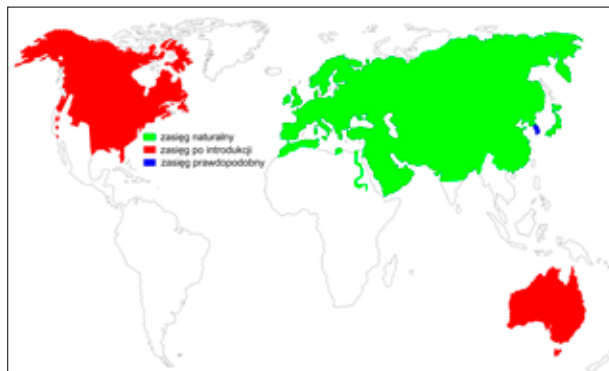 zasięg naturalny
zasięg po introdukcji
zasięg prawdopodobny